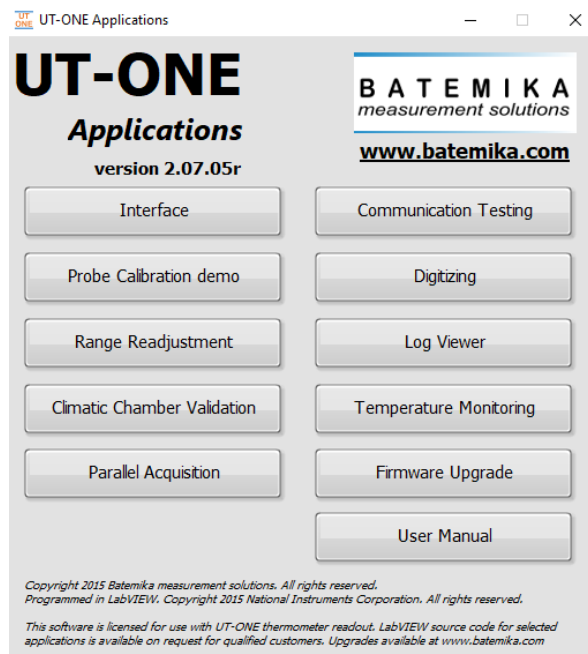 UT-ONE Applications
UT-ONE
Applications
version 2.07.05r
BATEMIKA
measurement solutions
www.batemika.com
Interface
Communication Testing
Probe Calibration demo
Digitizing
Range Readjustment
Log Viewer
Climatic Chamber Validation
Temperature Monitoring
Parallel Acquisition
Firmware Upgrade
User Manual
Copyright 2015 Batemika measurement solutions. All rights reserved.
Programmed in LabVIEW. Copyright 2015 National Instruments Corporation. All rights reserved.
This software is licensed for use with UT-ONE thermometer readout. LabVIEW source code for selected
applications is available on request for qualified customers. Upgrades available at www.batemika.com